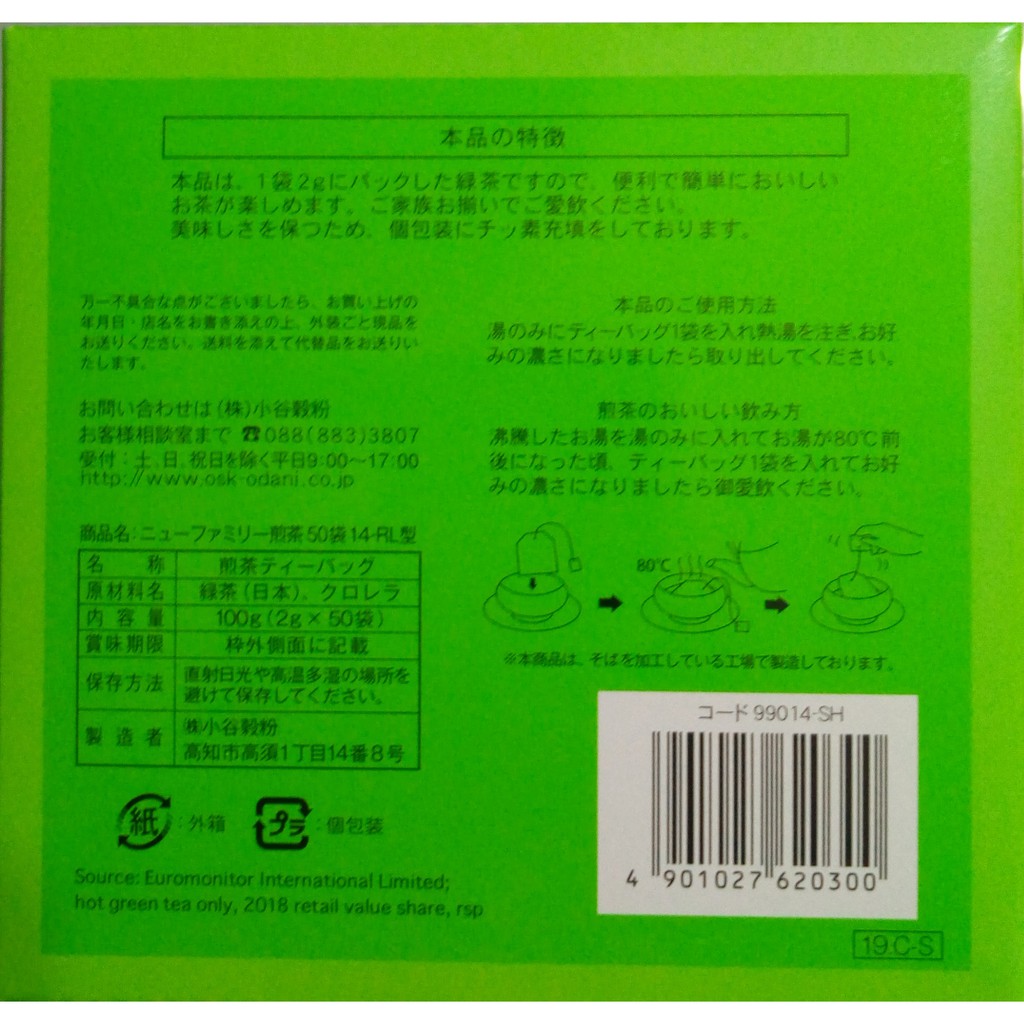 本品の特徴
本品は、1袋2gにパックした緑茶ですので、便利で簡単においしい
お茶が楽しめます。ご家族お揃いでご愛飲ください。
美味しさを保つため、個包装にチッ素充填をしております。
万一不具合な点がございましたら、お買い上げの
年月日・店名をお書き添えの上、外装ごと現品を
お送りください。送料を添えて代替品をお送りい
たします。
お問い合わせは(株)小谷穀粉
お客様相談室まで ☎088(883)3807
受付:土、日、祝日を除く平日9:00〜17:00
http://www.osk-odani.co.jp
商品名:ニューファミリー煎茶50袋14-RL型
名 称 煎茶ティーバッグ
原材料名 緑茶(日本)、クロレラ
内容量 100g(2g×50袋)
賞味期限 枠外側面に記載
保存方法 直射日光や高温多湿の場所を
避けて保存してください。
製造者 ㈱小谷穀粉
高知市高須1丁目14番8号
紙:外箱 プラ:個包装
Source: Euromonitor International Limited;
hot green tea only, 2018 retail value share, rsp
本品のご使用方法
湯のみにティーバッグ1袋を入れ熱湯を注ぎ、お好
みの濃さになりましたら取り出してください。
煎茶のおいしい飲み方
沸騰したお湯を湯のみに入れてお湯が80℃前
後になった頃、ティーバッグ1袋を入れてお好
みの濃さになりましたら御愛飲ください。
80℃
※本商品は、そばを加工している工場で製造しております。
コード 99014-SH
4 901027 620300
19.C-S